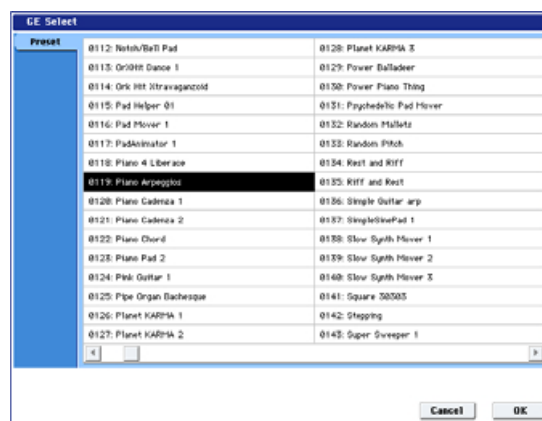 GE Select
Preset
0112: Notch/Bell Pad
0113: OrkHit Dance 1
0114: Ork Hit Xtravaganzoid
0115: Pad Helper 01
0116: Pad Mover 1
0117: PadAnimator 1
0118: Piano 4 Liberace
0119: Piano Arpeggios
0120: Piano Cadenza 1
0121: Piano Cadenza 2
0122: Piano Chord
0123: Piano Pad 2
0124: Pink Guitar 1
0125: Pipe Organ Bachesque
0126: Planet KARMA 1
0127: Planet KARMA 2
0128: Planet KARMA 3
0129: Power Balladeer
0130: Power Piano Thing
0131: Psychedelic Pad Mover
0132: Random Mallets
0133: Random Pitch
0134: Rest and Riff
0135: Riff and Rest
0136: Simple Guitar arp
0137: SimpleSinePad 1
0138: Slow Synth Mover 1
0139: Slow Synth Mover 2
0140: Slow Synth Mover 3
0141: Square 30303
0142: Stepping
0143: Super Sweeper 1
Cancel
OK